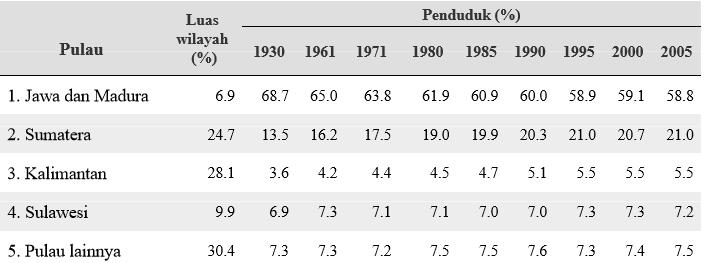 Pulau Luas wilayah (%) Penduduk (%)
1930 1961 1971 1980 1985 1990 1995 2000 2005
1. Jawa dan Madura 6.9 68.7 65.0 63.8 61.9 60.9 60.0 58.9 59.1 58.8
2. Sumatera 24.7 13.5 16.2 17.5 19.0 19.9 20.3 21.0 20.7 21.0
3. Kalimantan 28.1 3.6 4.2 4.4 4.5 4.7 5.1 5.5 5.5 5.5
4. Sulawesi 9.9 6.9 7.3 7.1 7.1 7.0 7.0 7.3 7.3 7.2
5. Pulau lainnya 30.4 7.3 7.3 7.2 7.5 7.5 7.6 7.3 7.4 7.5